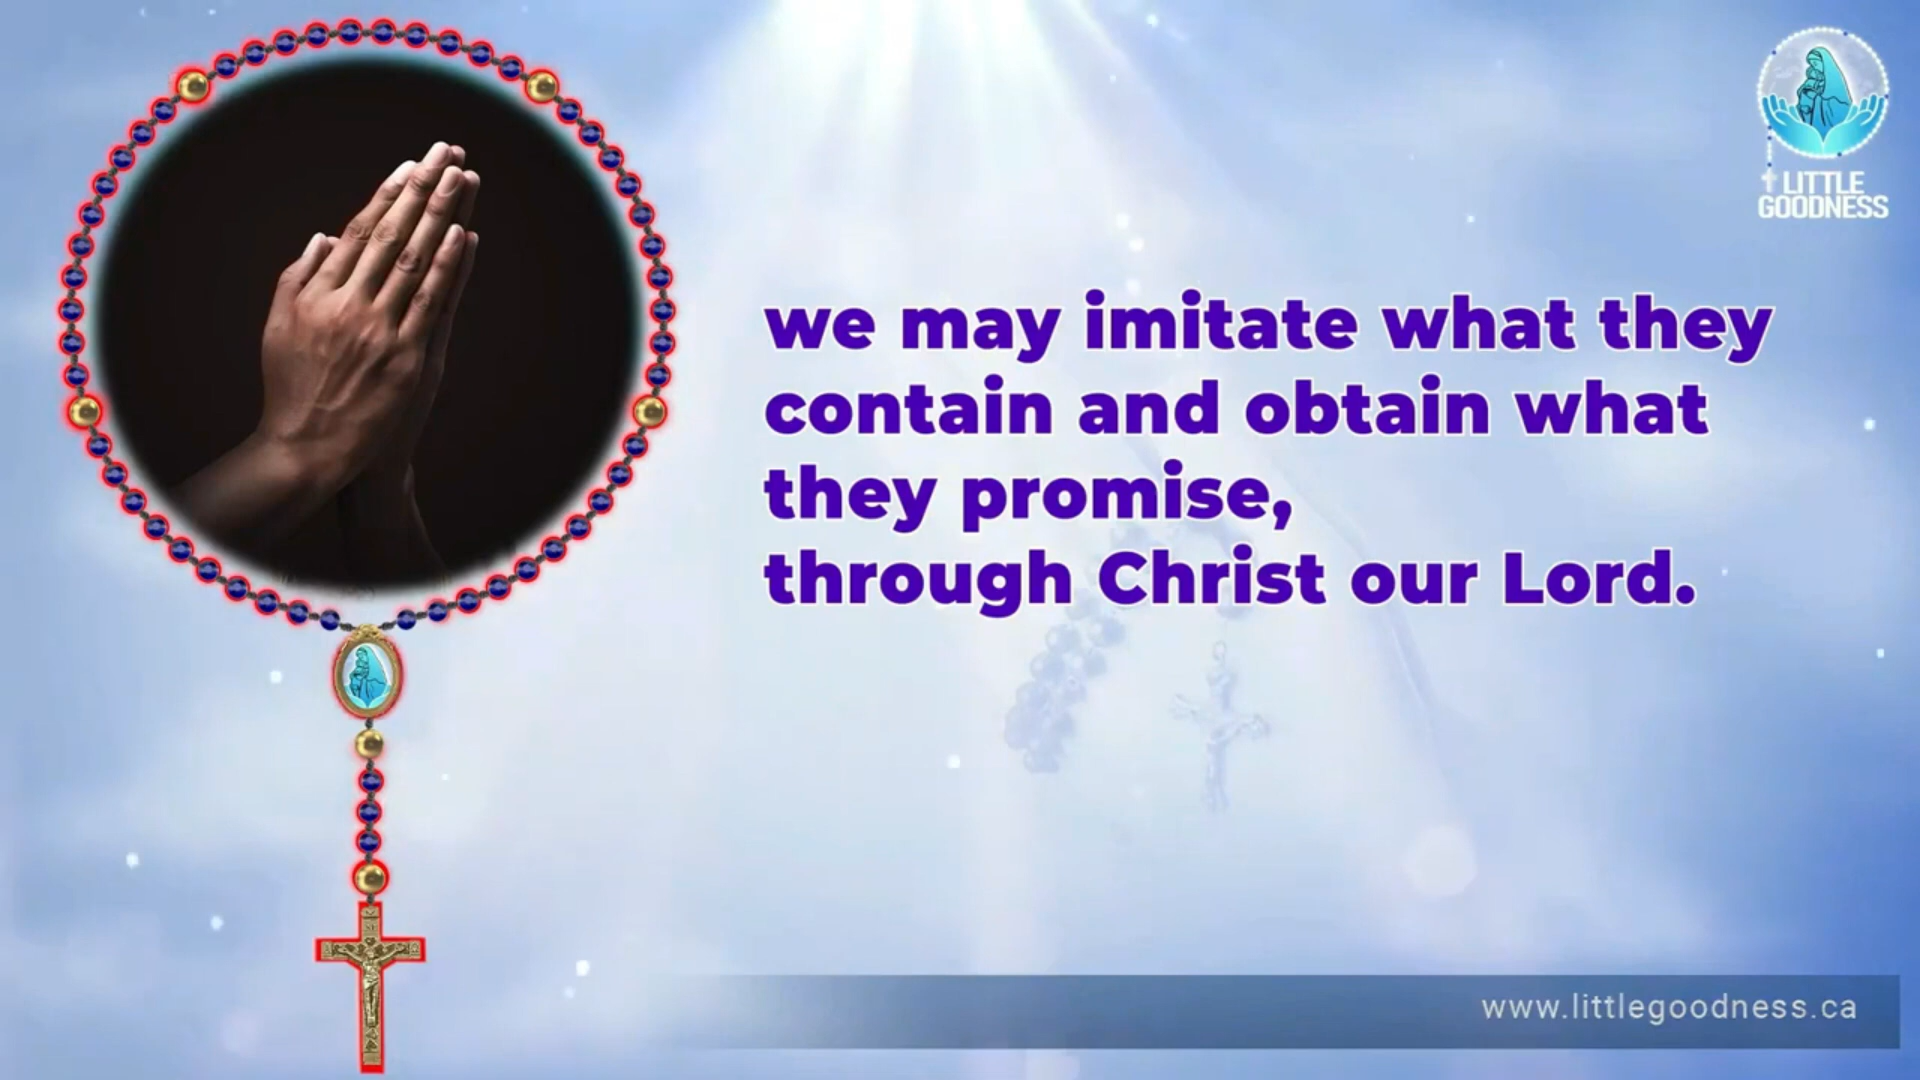 LITTLE
GOODNESS
we may imitate what they
contain and obtain what
they promise,
through Christ our Lord.
www.littlegoodness.ca